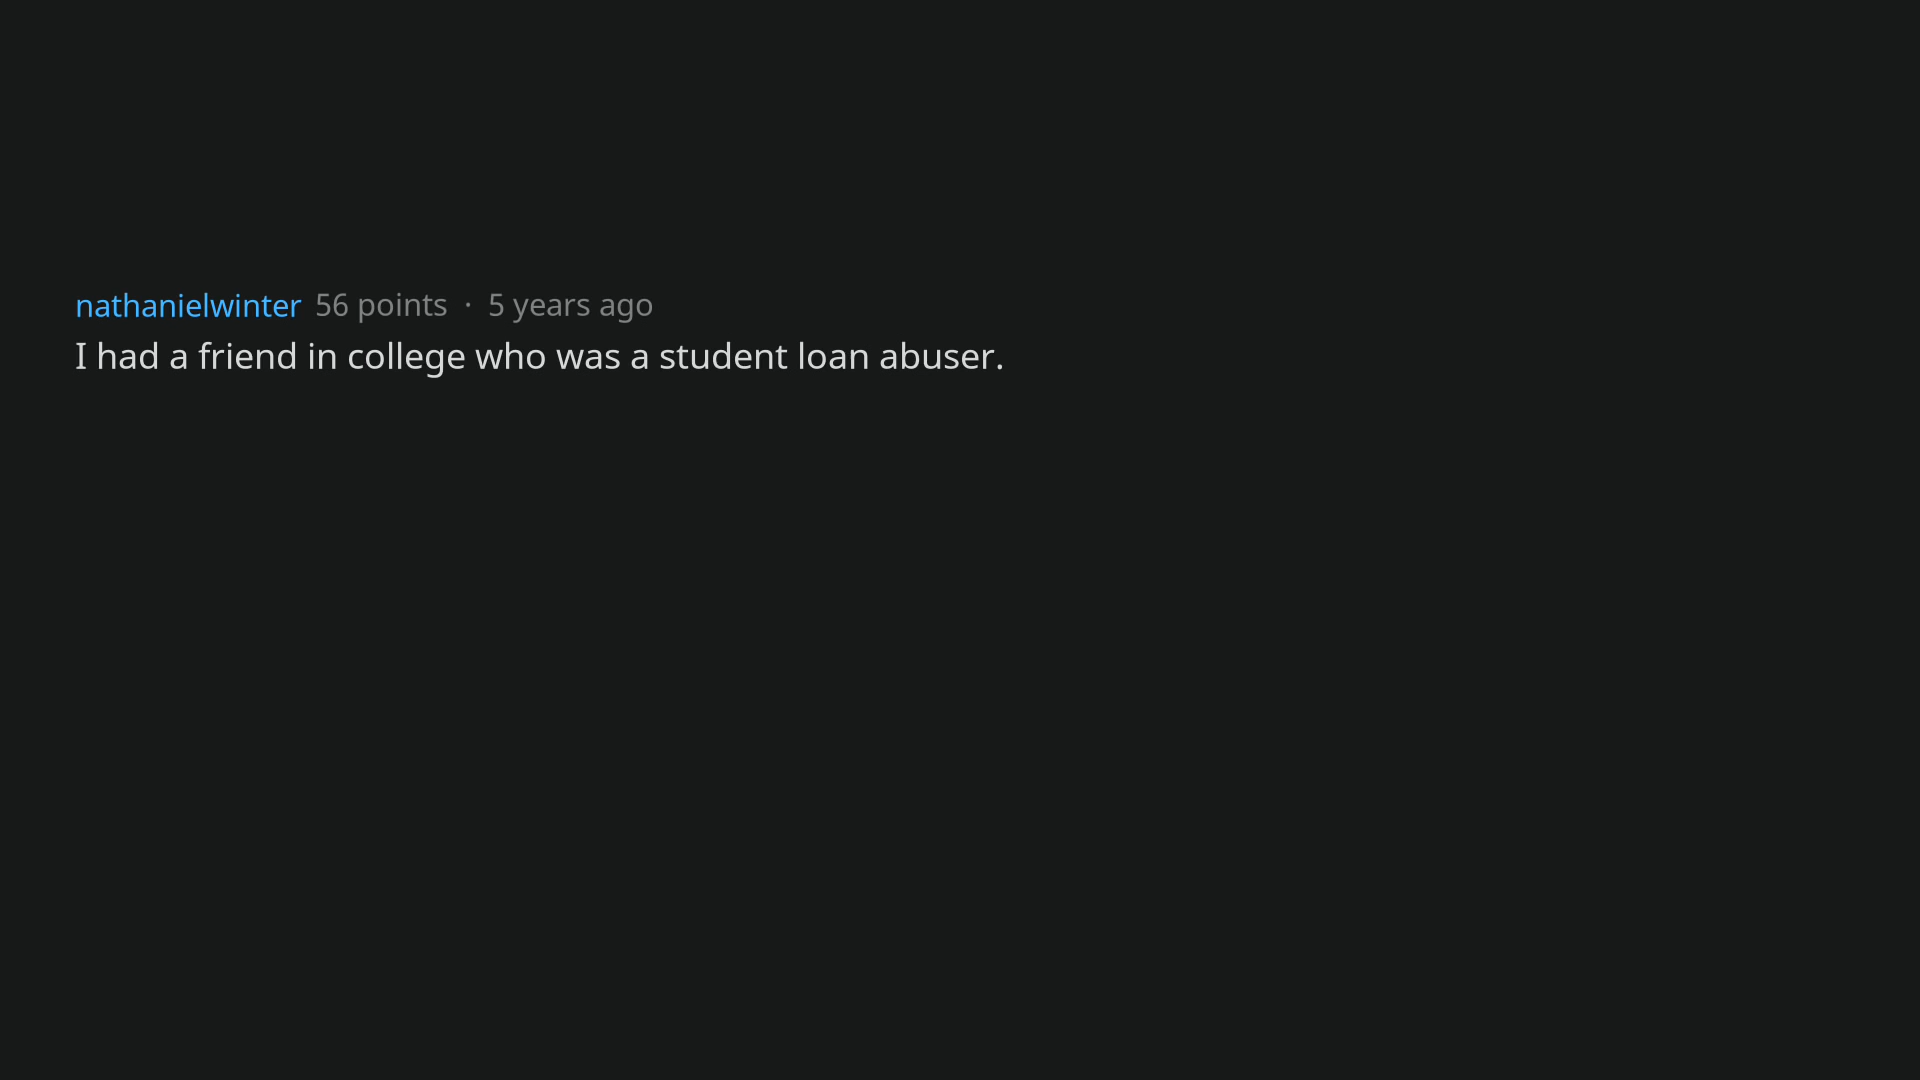 nathanielwinter 56 points · 5 years ago
I had a friend in college who was a student loan abuser.